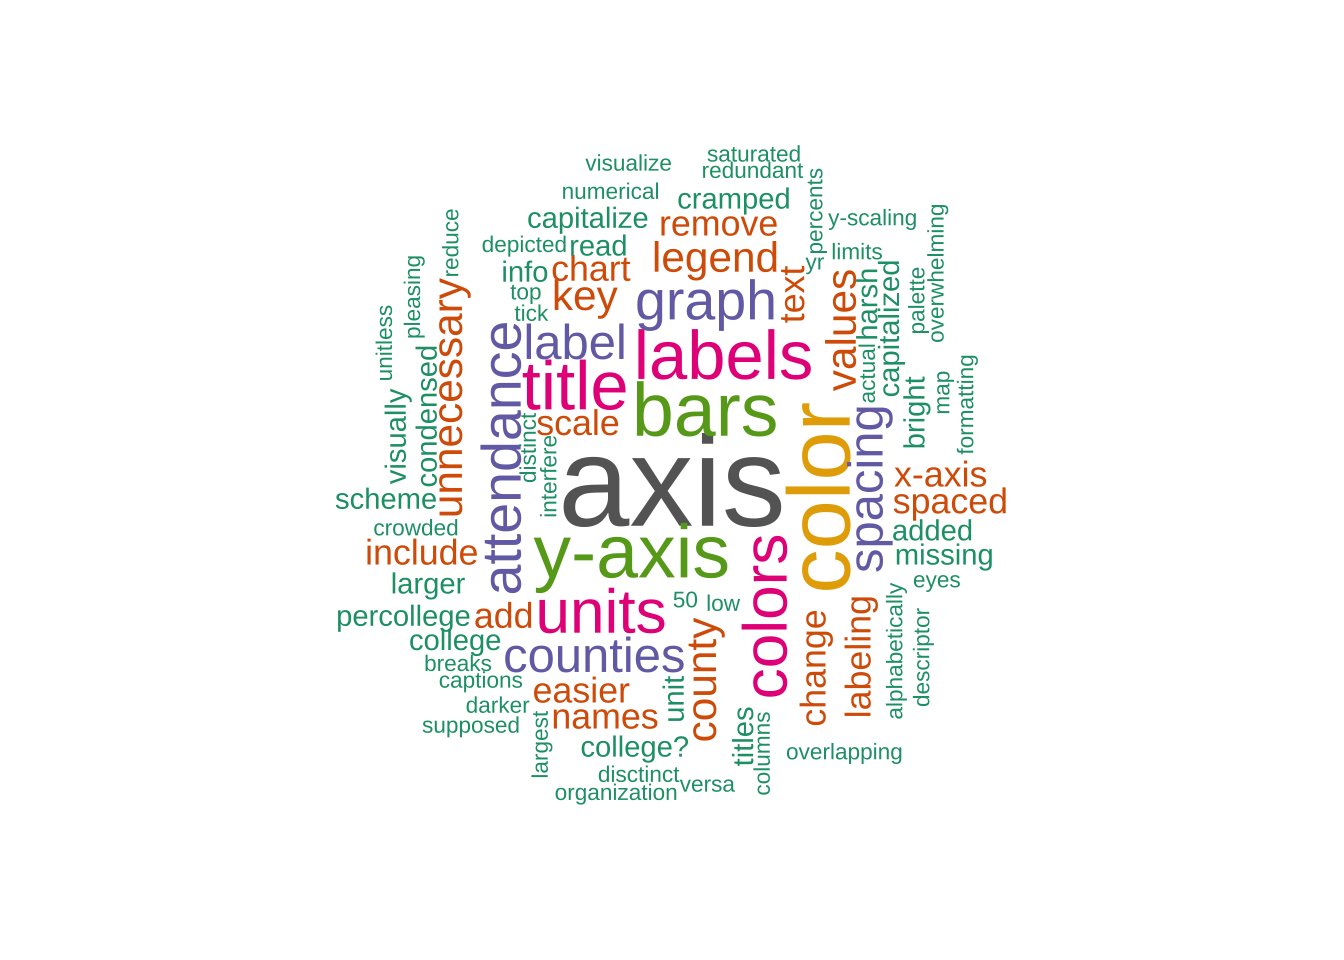 saturated
visualize
redundant
numerical
cramped
percents
capitalize
remove
y-scaling
depicted
read
legend
limits
overwhelming
reduce
info
chart
yr
text
harsh
capitalized
palette
pleasing
top
key
graph
values
unnecessary
tick
label
labels
unitless
attendance
title
bars
actual
bright
map
formatting
visually
condensed
scale
distinct
interfere
axis
color
spacing
x-axis
scheme
spaced
crowded
y-axis
added
include
missing
larger
units
50
low
colors
eyes
percollege
add
county
change
labeling
alphabetically
descriptor
college
counties
breaks
captions
easier
unit
darker
names
supposed
largest
college?
titles
columns
overlapping
disctinct
versa
organization